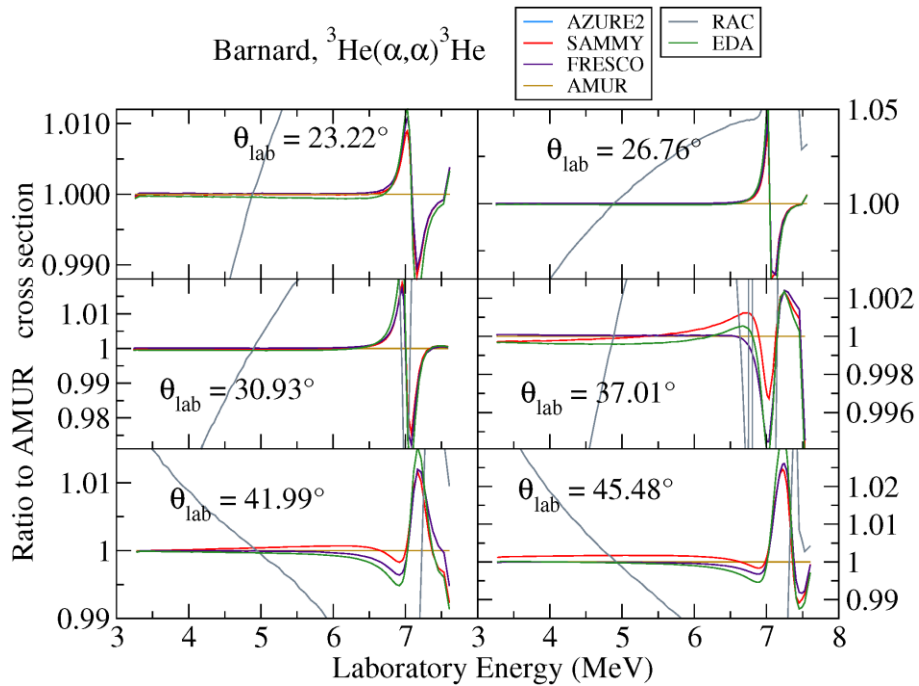 Barnard, ³He(α,α)³He
AZURE2
SAMMY
FRESCO
AMUR
RAC
EDA
Ratio to AMUR cross section
1.010
1.000
0.990
θlab = 23.22°
1.05
1.00
θlab = 26.76°
1.01
1
0.99
0.98
θlab = 30.93°
1.002
1
0.998
0.996
θlab = 37.01°
1.01
1
0.99
θlab = 41.99°
1.02
1.01
1
0.99
θlab = 45.48°
3 4 5 6 7 3 4 5 6 7 8
Laboratory Energy (MeV)